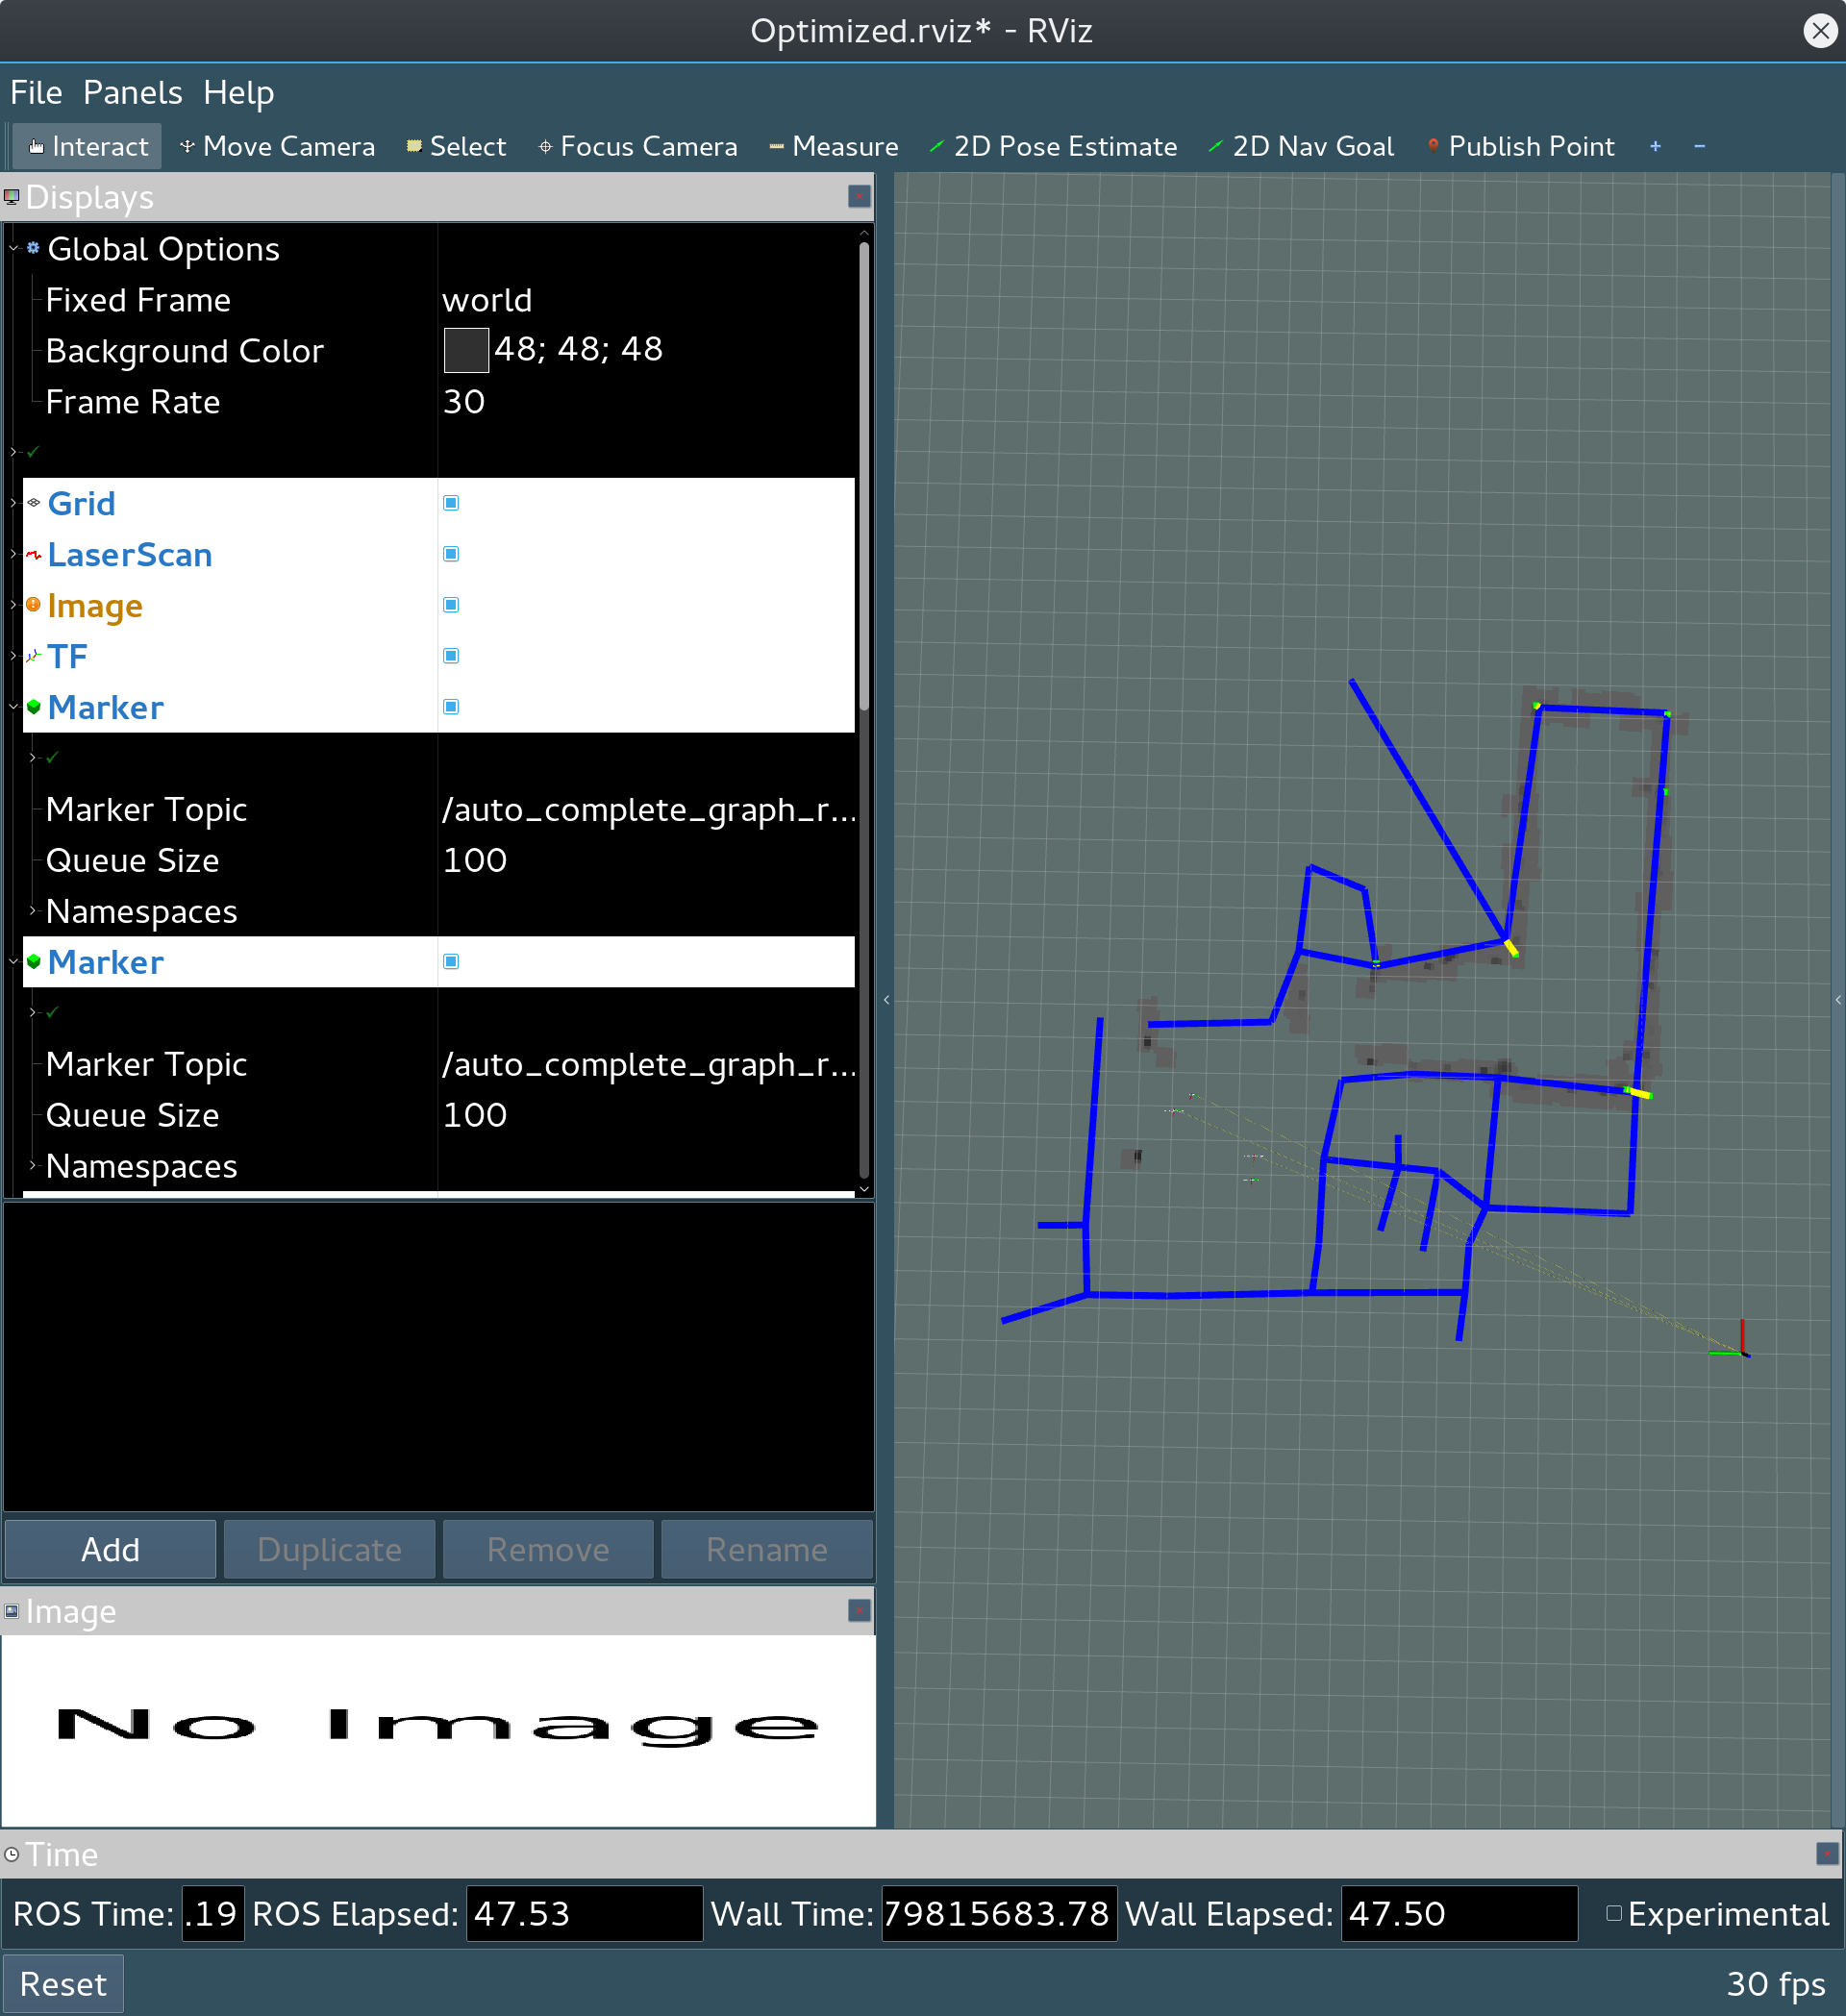 Optimized.rviz* - RViz
File Panels Help
Interact Move Camera Select Focus Camera Measure 2D Pose Estimate 2D Nav Goal Publish Point + −
Displays
Global Options
Fixed Frame world
Background Color 48; 48; 48
Frame Rate 30
Grid
LaserScan
Image
TF
Marker
Marker Topic /auto_complete_graph_r...
Queue Size 100
Namespaces
Marker
Marker Topic /auto_complete_graph_r...
Queue Size 100
Namespaces
Add Duplicate Remove Rename
Image
No Image
Time
ROS Time: .19 ROS Elapsed: 47.53 Wall Time: 79815683.78 Wall Elapsed: 47.50 Experimental
Reset 30 fps